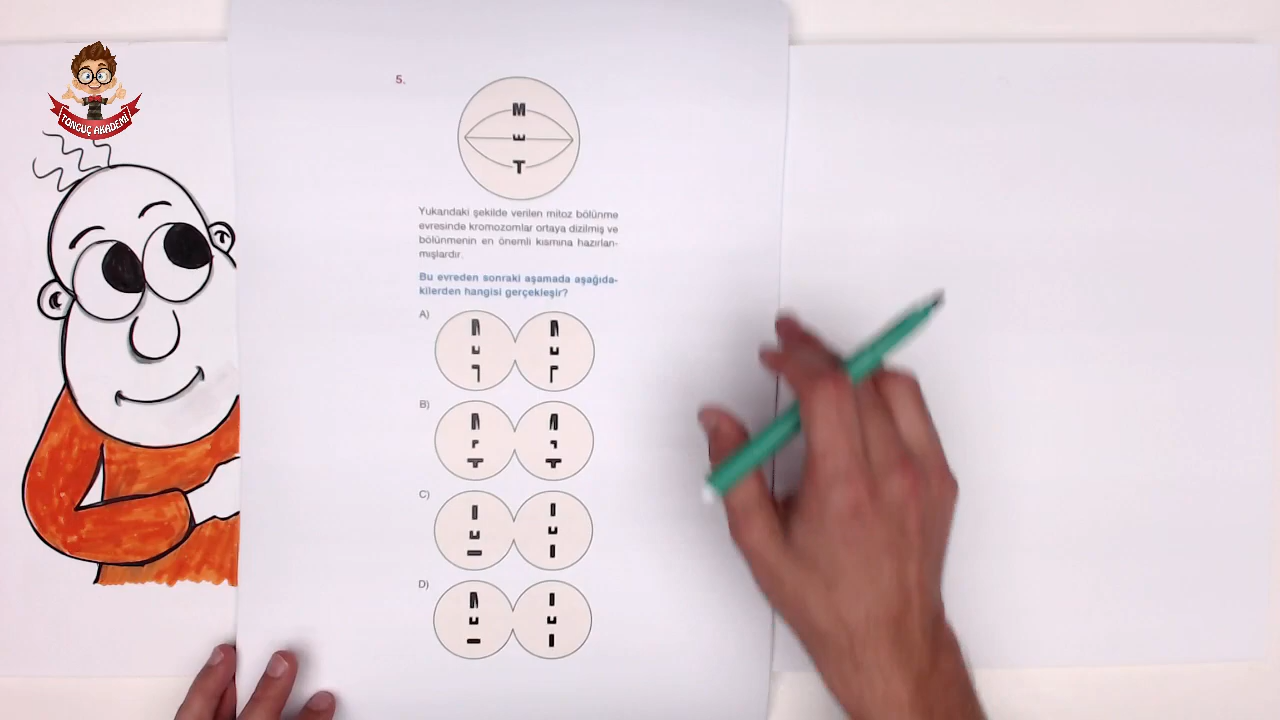 TONGUÇ AKADEMİ
5.
M
E
T
Yukarıdaki şekilde verilen mitoz bölünme
evresinde kromozomlar ortaya dizilmiş ve
bölünmenin en önemli kısmına hazırlan-
mışlardır.
Bu evreden sonraki aşamada aşağıda-
kilerden hangisi gerçekleşir?
A)
B)
C)
D)